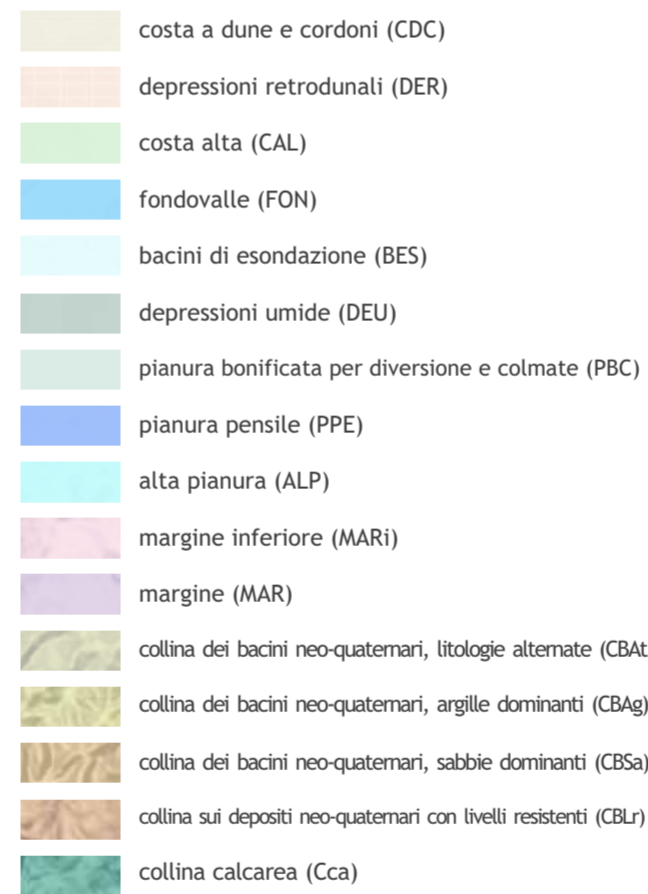 costa a dune e cordoni (CDC)
depressioni retrodunali (DER)
costa alta (CAL)
fondovalle (FON)
bacini di esondazione (BES)
depressioni umide (DEU)
pianura bonificata per diversione e colmate (PBC)
pianura pensile (PPE)
alta pianura (ALP)
margine inferiore (MARi)
margine (MAR)
collina dei bacini neo-quaternari, litologie alternate (CBAt
collina dei bacini neo-quaternari, argille dominanti (CBAg)
collina dei bacini neo-quaternari, sabbie dominanti (CBSa)
collina sui depositi neo-quaternari con livelli resistenti (CBLr)
collina calcarea (Cca)